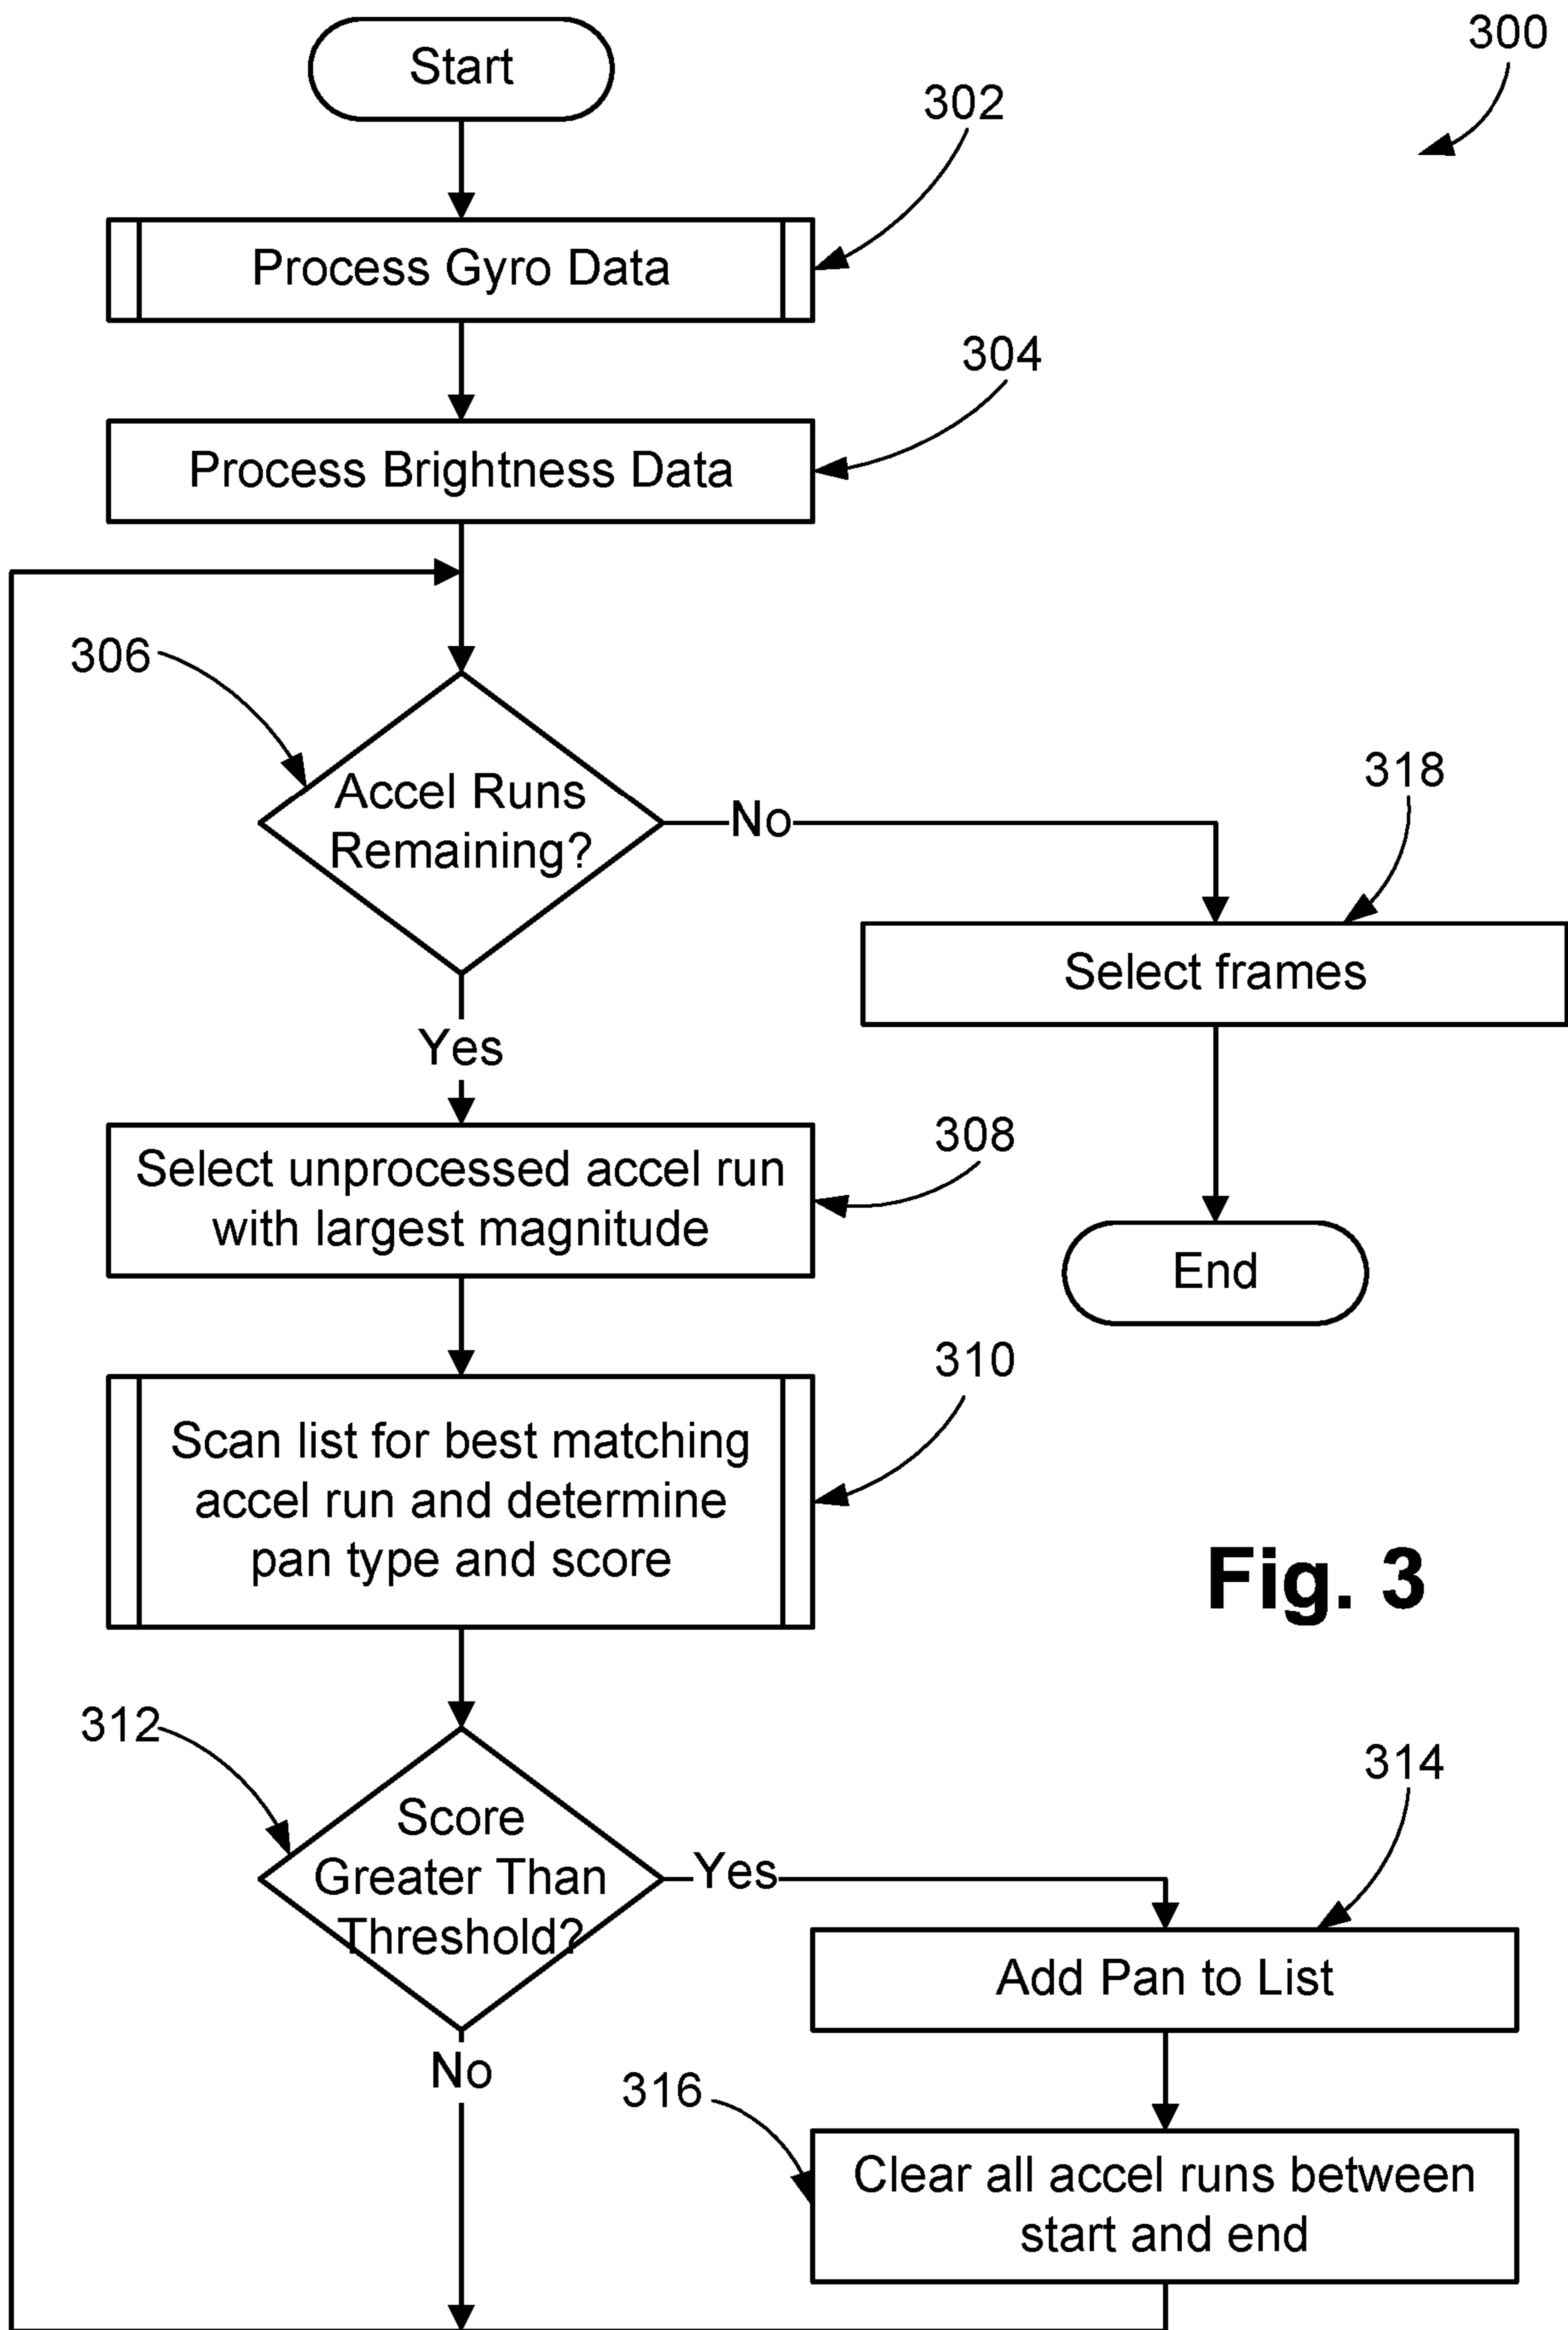 Start
300
302
Process Gyro Data
304
Process Brightness Data
306
Accel Runs
Remaining?
No
318
Select frames
Yes
308
Select unprocessed accel run
with largest magnitude
End
310
Scan list for best matching
accel run and determine
pan type and score
Fig. 3
312
Score
Greater Than
Threshold?
Yes
314
Add Pan to List
No
316
Clear all accel runs between
start and end